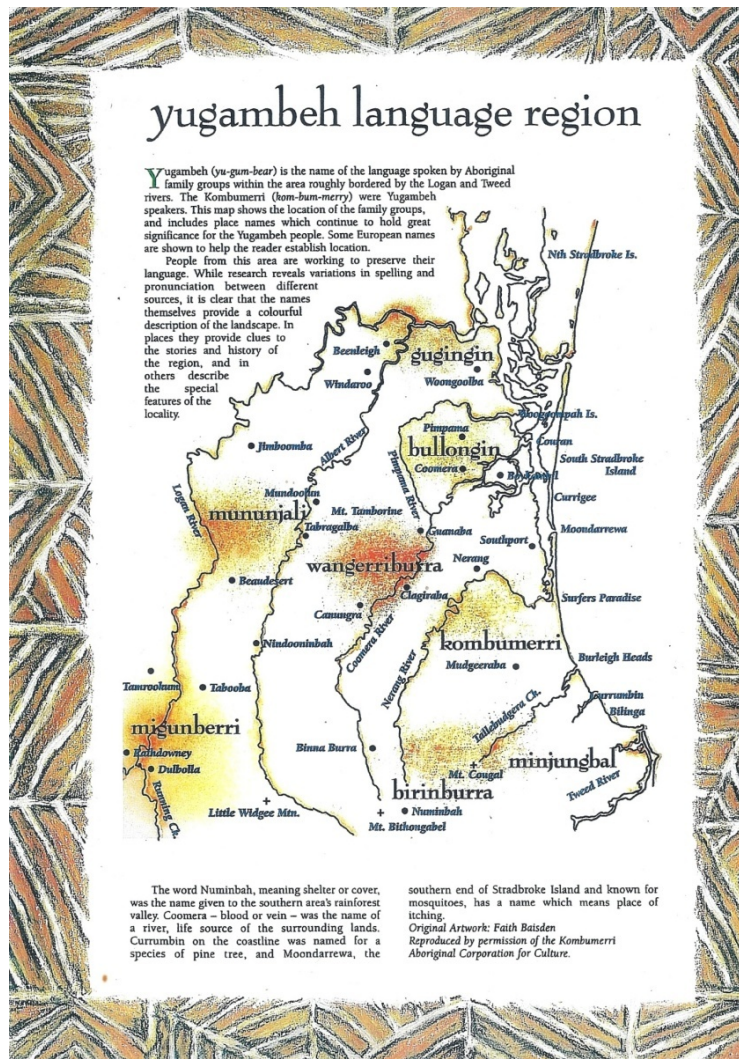 yugambeh language region
Yugambeh (yu-gum-bear) is the name of the language spoken by Aboriginal
family groups within the area roughly bordered by the Logan and Tweed
rivers. The Kombumerri (kom-bum-merry) were Yugambeh
speakers. This map shows the location of the family groups,
and includes place names which continue to hold great
significance for the Yugambeh people. Some European names
are shown to help the reader establish location.
People from this area are working to preserve their
language. While research reveals variations in spelling and
pronunciation between different
sources, it is clear that the names
themselves provide a colourful
description of the landscape. In
places they provide clues to
the stories and history of
the region, and in
others describe
the special
features of the
locality.
Nth Stradbroke Is.
Beenleigh
gugingin
Windaroo
Woongoolba
Woogoompah Is.
Pimpama
Couran
Albert River
bullongin
Jimboomba
South Stradbroke
Island
Coomera
Pimpama River
Logan River
Mundoolun
Currigee
mununjali
Mt. Tamborine
Tabragalba
Guanaba
Moondarrewa
Southport
wangerriburra
Nerang
Beaudesert
Clagiraba
Surfers Paradise
Canungra
Coomera River
kombumerri
Nindooninbah
Nerang River
Mudgeeraba
Burleigh Heads
Tamrookum
Tabooba
Currumbin
Tallebudgera Ck.
Bilinga
migunberri
Rathdowney
Binna Burra
Dulbolla
Mt. Cougal
minjungbal
Tweed River
Running Ck.
birinburra
Little Widgee Mtn.
Numinbah
Mt. Bithongabel
The word Numinbah, meaning shelter or cover,
was the name given to the southern area's rainforest
valley. Coomera – blood or vein – was the name of
a river, life source of the surrounding lands.
Currumbin on the coastline was named for a
species of pine tree, and Moondarrewa, the
southern end of Stradbroke Island and known for
mosquitoes, has a name which means place of
itching.
Original Artwork: Faith Baisden
Reproduced by permission of the Kombumerri
Aboriginal Corporation for Culture.